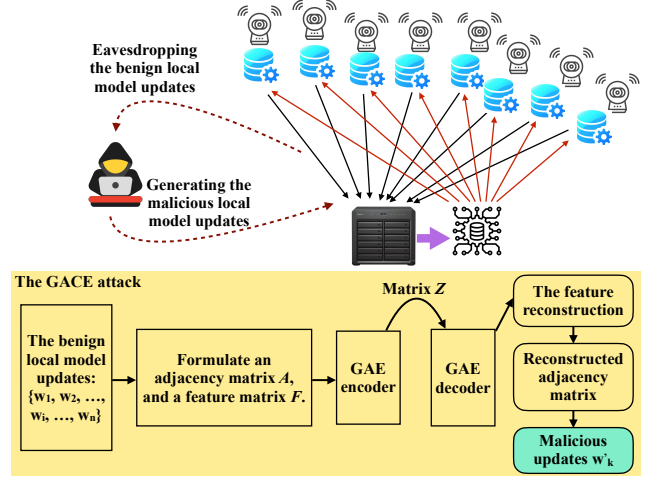 Eavesdropping
the benign local
model updates
Generating the
malicious local
model updates
The GACE attack
The benign
local model
updates:
{w₁, w₂, …,
wᵢ, …, wₙ}
Formulate an
adjacency matrix A,
and a feature matrix F.
GAE
encoder
Matrix Z
GAE
decoder
The feature
reconstruction
Reconstructed
adjacency
matrix
Malicious
updates w’ₖ